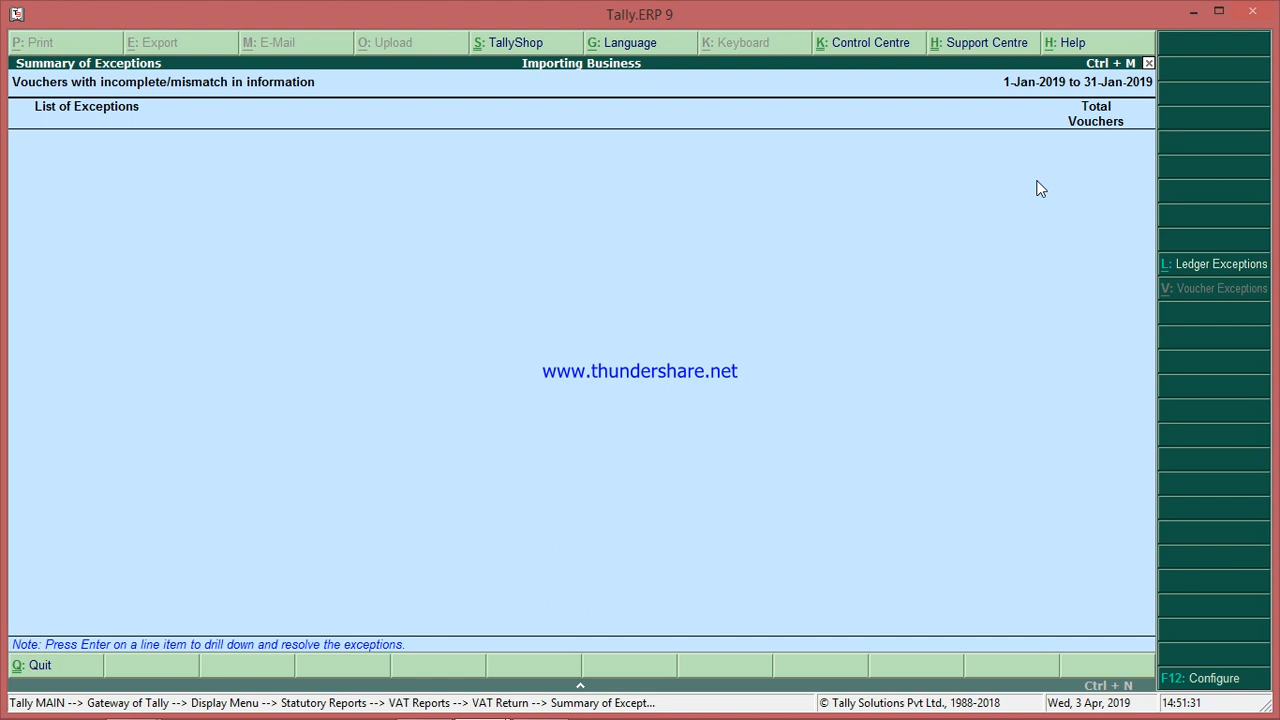 Tally.ERP 9
P: Print E: Export M: E-Mail O: Upload S: TallyShop G: Language K: Keyboard K: Control Centre H: Support Centre H: Help
Summary of Exceptions Importing Business Ctrl + M
Vouchers with incomplete/mismatch in information 1-Jan-2019 to 31-Jan-2019
List of Exceptions Total
Vouchers
L: Ledger Exceptions
V: Voucher Exceptions
www.thundershare.net
Note: Press Enter on a line item to drill down and resolve the exceptions.
Q: Quit
F12: Configure
Ctrl + N
Tally MAIN --> Gateway of Tally --> Display Menu --> Statutory Reports --> VAT Reports --> VAT Return --> Summary of Except... © Tally Solutions Pvt Ltd., 1988-2018 Wed, 3 Apr, 2019 14:51:31